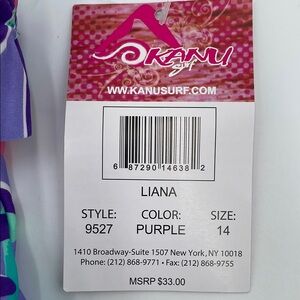 KANU
Surf
WWW.KANUSURF.COM
6 87290 14638 2
LIANA
STYLE: COLOR: SIZE:
9527 PURPLE 14
1410 Broadway-Suite 1507 New York, NY 10018
Phone: (212) 868-9771 • Fax: (212) 868-9755
MSRP $33.00